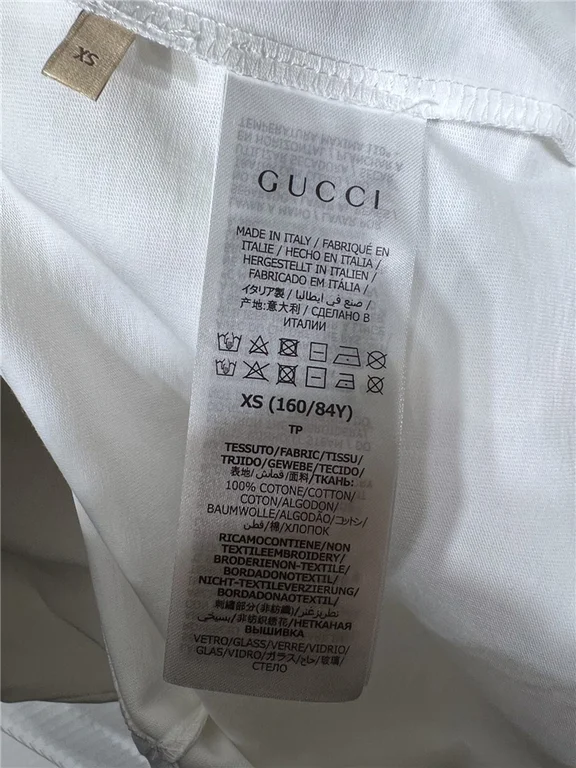 XS
GUCCI
MADE IN ITALY / FABRIQUÉ EN
ITALIE / HECHO EN ITALIA /
HERGESTELLT IN ITALIEN /
FABRICADO EM ITÁLIA /
イタリア製 / صنع في ايطاليا /
产地:意大利 / СДЕЛАНО В
ИТАЛИИ
XS (160/84Y)
TP
TESSUTO/FABRIC/TISSU/
TRJIDO/GEWEBE/TECIDO/
表地/قماش/面料/ТКАНЬ:
100% COTONE/COTTON/
COTON/ALGODON/
BAUMWOLLE/ALGODÃO/コットン/
قطن/棉/ХЛОПОК
RICAMOCONTIENE/NON
TEXTILEEMBROIDERY/
BRODERIENON-TEXTILE/
BORDADONOTEXTIL/
NICHT-TEXTILEVERZIERUNG/
BORDADONAOTEXTIL/
刺繍部分(非紡織)/
/非纺织绣花/НЕТКАНАЯ
ВЫШИВКА
VETRO/GLASS/VERRE/VIDRIO/
GLAS/VIDRO/ガラス/زجاج/玻璃/
СТЕЛО